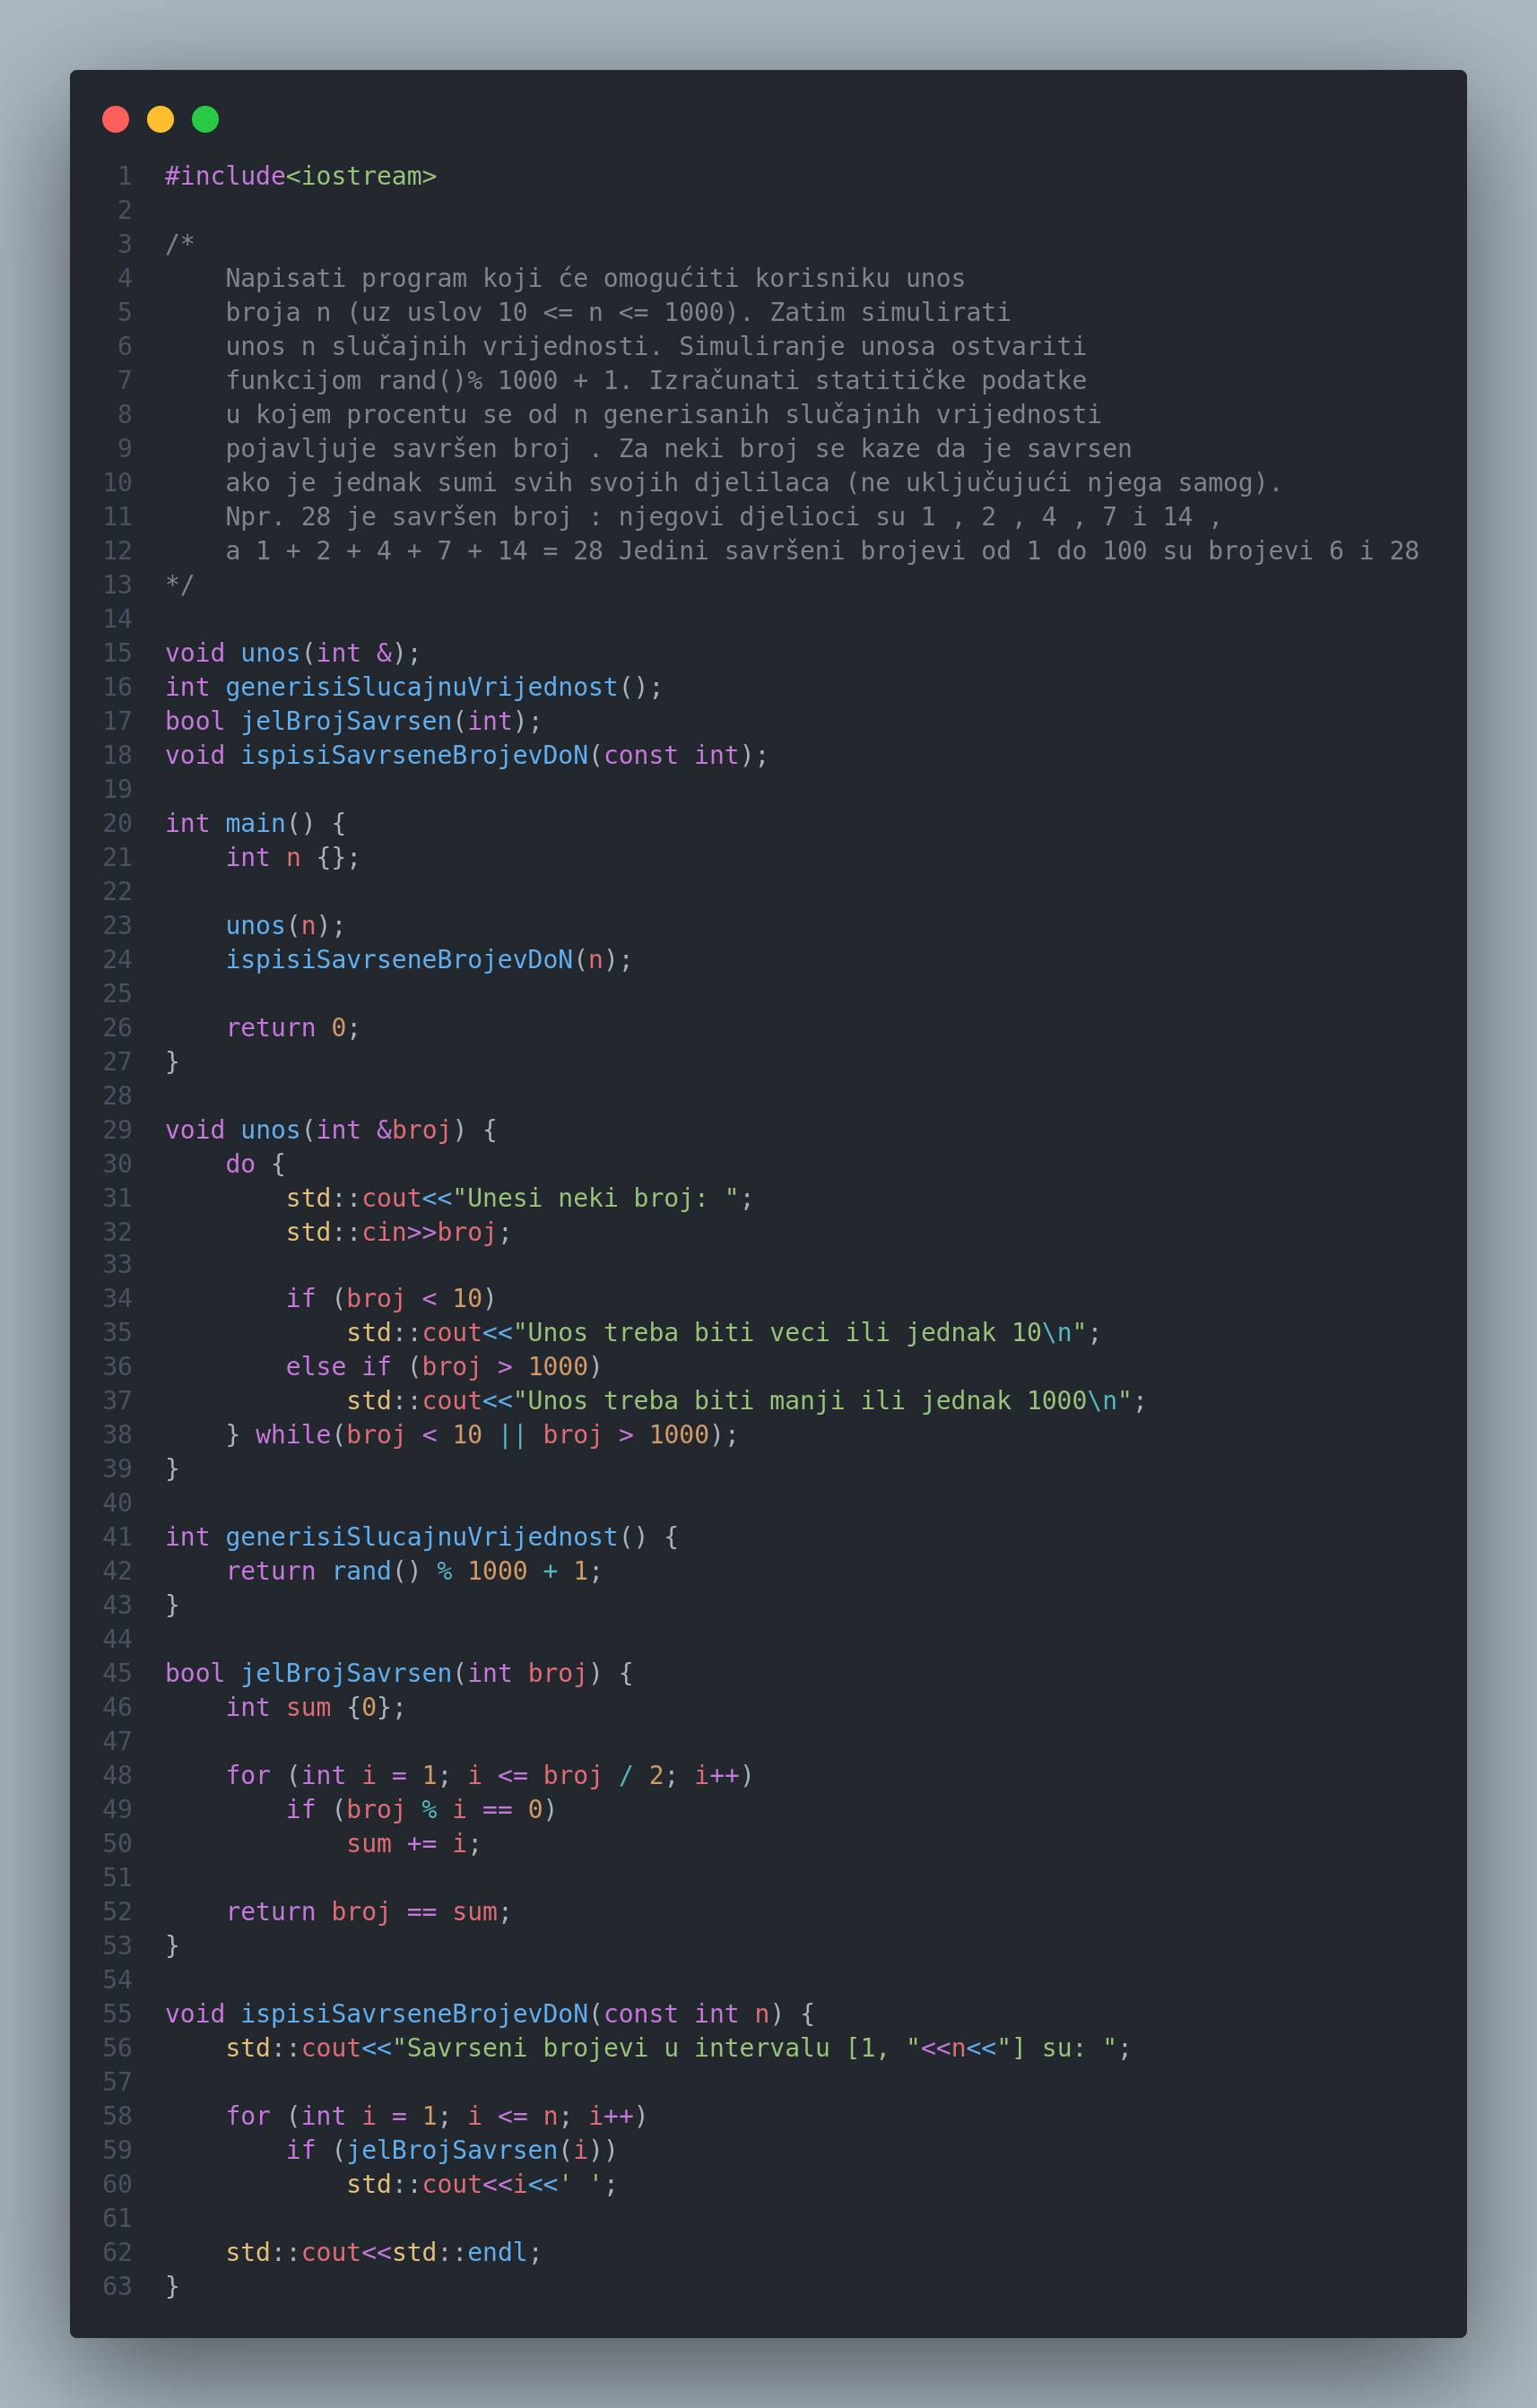 1 #include<iostream>
2
3 /*
4     Napisati program koji će omogućiti korisniku unos
5     broja n (uz uslov 10 <= n <= 1000). Zatim simulirati
6     unos n slučajnih vrijednosti. Simuliranje unosa ostvariti
7     funkcijom rand()% 1000 + 1. Izračunati statitičke podatke
8     u kojem procentu se od n generisanih slučajnih vrijednosti
9     pojavljuje savršen broj . Za neki broj se kaze da je savrsen
10     ako je jednak sumi svih svojih djelilaca (ne uključujući njega samog).
11     Npr. 28 je savršen broj : njegovi djelioci su 1 , 2 , 4 , 7 i 14 ,
12     a 1 + 2 + 4 + 7 + 14 = 28 Jedini savršeni brojevi od 1 do 100 su brojevi 6 i 28
13 */
14
15 void unos(int &);
16 int generisiSlucajnuVrijednost();
17 bool jelBrojSavrsen(int);
18 void ispisiSavrseneBrojevDoN(const int);
19
20 int main() {
21     int n {};
22
23     unos(n);
24     ispisiSavrseneBrojevDoN(n);
25
26     return 0;
27 }
28
29 void unos(int &broj) {
30     do {
31         std::cout<<"Unesi neki broj: ";
32         std::cin>>broj;
33
34         if (broj < 10)
35             std::cout<<"Unos treba biti veci ili jednak 10\n";
36         else if (broj > 1000)
37             std::cout<<"Unos treba biti manji ili jednak 1000\n";
38     } while(broj < 10 || broj > 1000);
39 }
40
41 int generisiSlucajnuVrijednost() {
42     return rand() % 1000 + 1;
43 }
44
45 bool jelBrojSavrsen(int broj) {
46     int sum {0};
47
48     for (int i = 1; i <= broj / 2; i++)
49         if (broj % i == 0)
50             sum += i;
51
52     return broj == sum;
53 }
54
55 void ispisiSavrseneBrojevDoN(const int n) {
56     std::cout<<"Savrseni brojevi u intervalu [1, "<<n<<"] su: ";
57
58     for (int i = 1; i <= n; i++)
59         if (jelBrojSavrsen(i))
60             std::cout<<i<<' ';
61
62     std::cout<<std::endl;
63 }